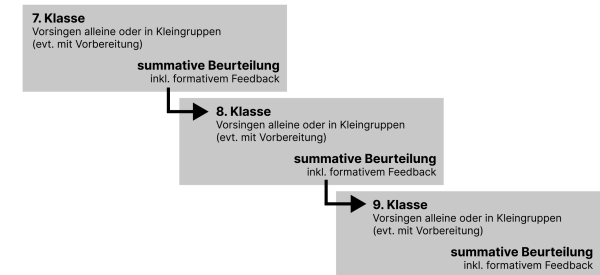 7. Klasse
Vorsingen alleine oder in Kleingruppen
(evt. mit Vorbereitung)
summative Beurteilung
inkl. formativem Feedback
8. Klasse
Vorsingen alleine oder in Kleingruppen
(evt. mit Vorbereitung)
summative Beurteilung
inkl. formativem Feedback
9. Klasse
Vorsingen alleine oder in Kleingruppen
(evt. mit Vorbereitung)
summative Beurteilung
inkl. formativem Feedback